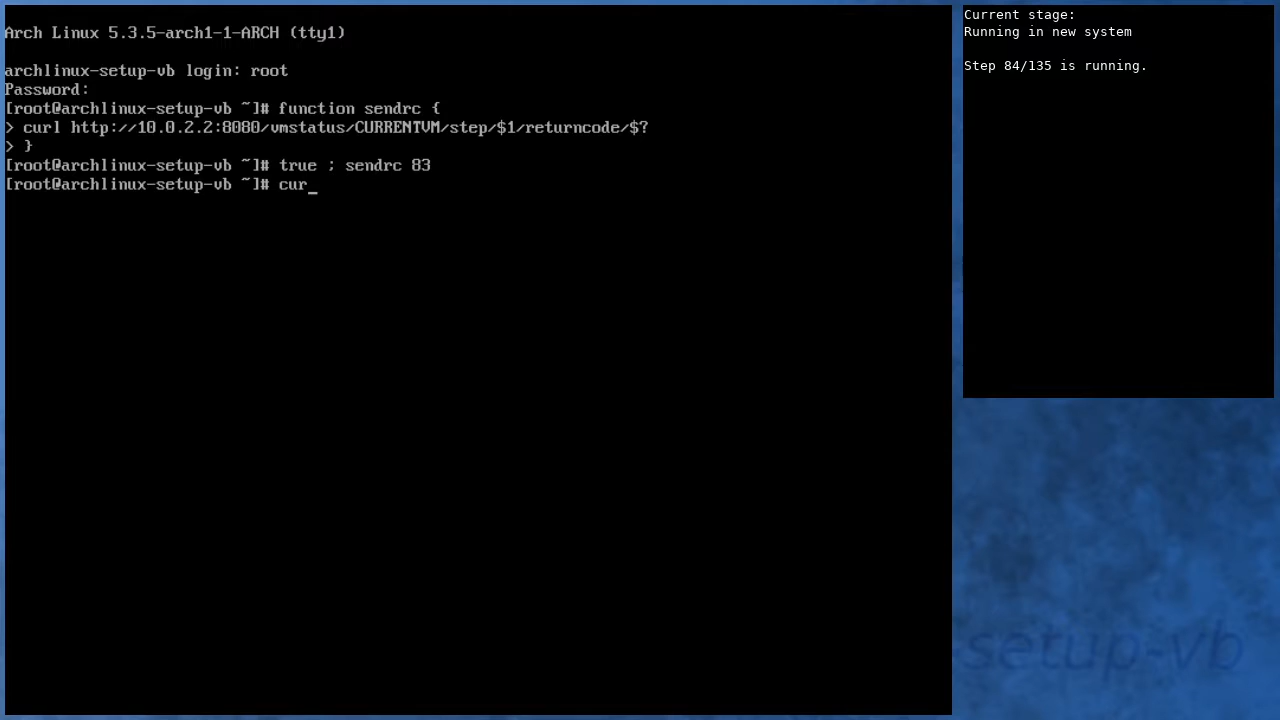 Arch Linux 5.3.5-arch1-1-ARCH (tty1)
archlinux-setup-vb login: root
Password:
[root@archlinux-setup-vb ~]# function sendrc {
> curl http://10.0.2.2:8080/vmstatus/CURRENTVM/step/$1/returncode/$?
> }
[root@archlinux-setup-vb ~]# true ; sendrc 83
[root@archlinux-setup-vb ~]# cur_
Current stage:
Running in new system
Step 84/135 is running.
-setup-vb